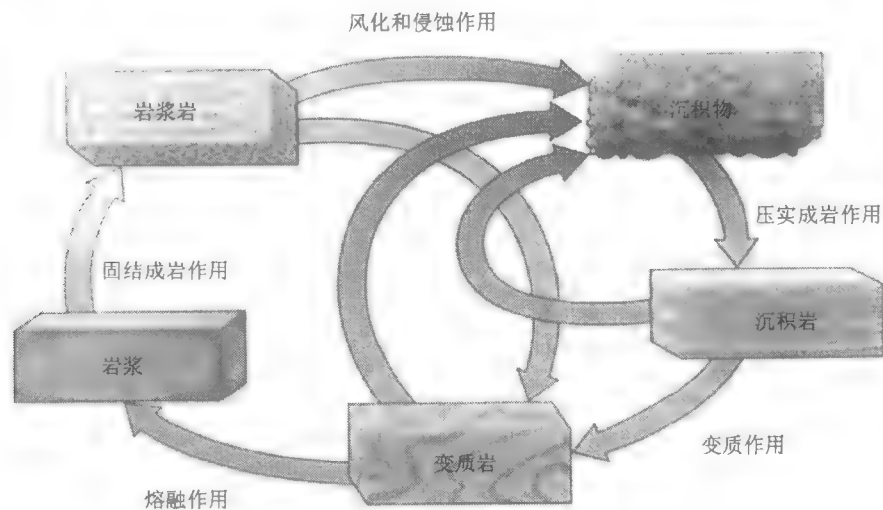 风化和侵蚀作用
岩浆岩
沉积物
压实成岩作用
固结成岩作用
沉积岩
岩浆
变质作用
变质岩
熔融作用